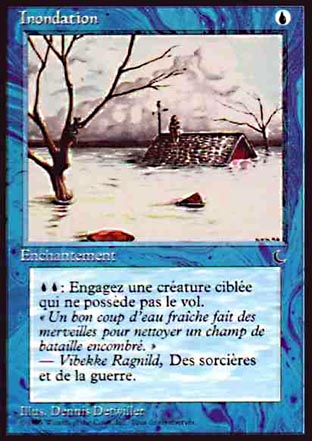 Inondation
Enchantement
: Engagez une créature ciblée
qui ne possède pas le vol.
« Un bon coup d'eau fraîche fait des
merveilles pour nettoyer un champ de
bataille encombré. »
— Vibekke Ragnild, Des sorcières
et de la guerre.
Illus. Dennis Detwiller